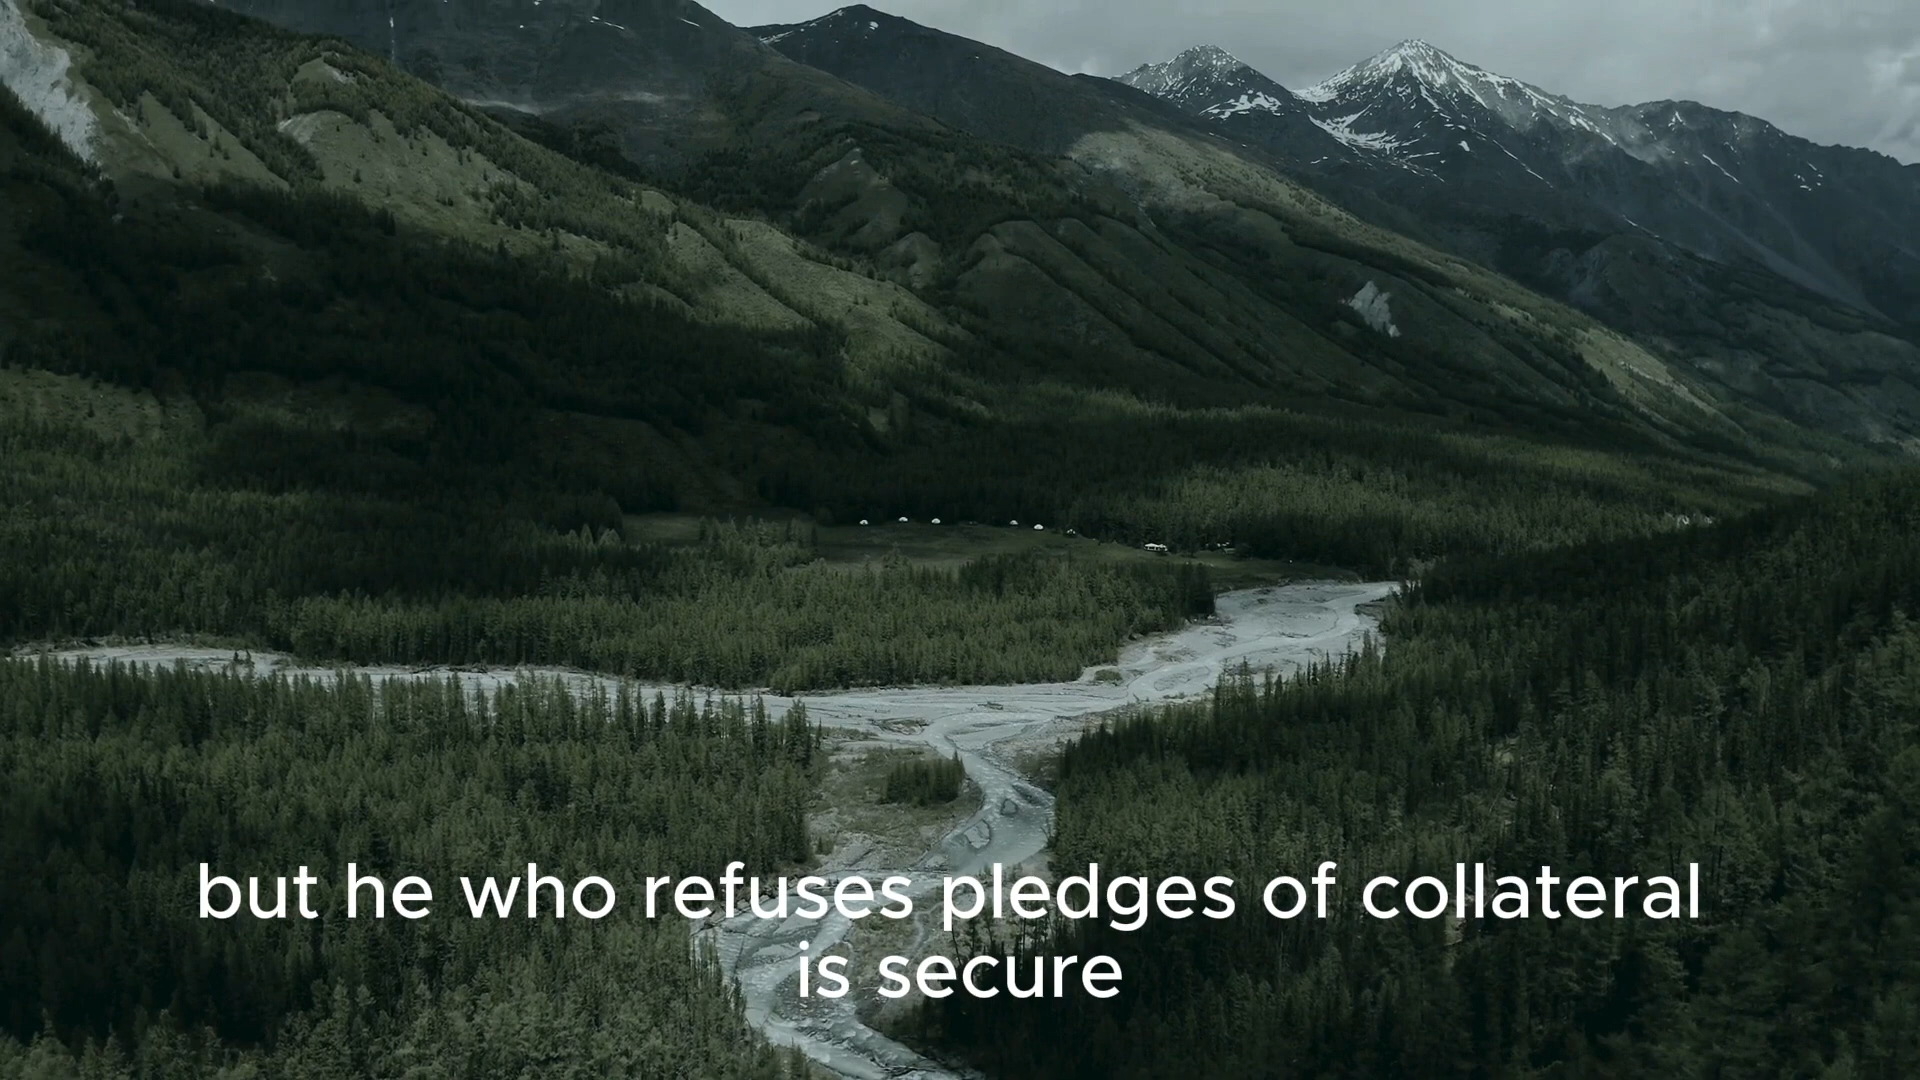 but he who refuses pledges of collateral
is secure